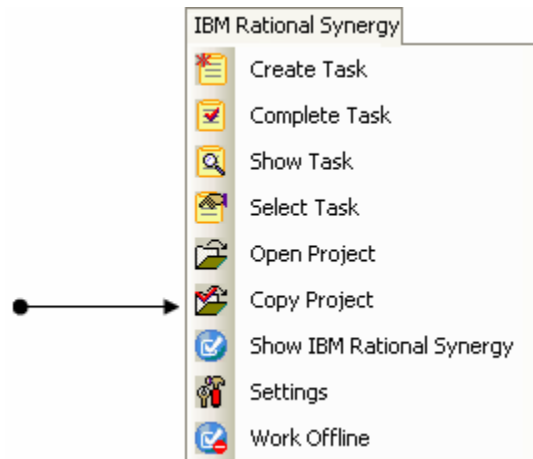 IBM Rational Synergy
Create Task
Complete Task
Show Task
Select Task
Open Project
Copy Project
Show IBM Rational Synergy
Settings
Work Offline